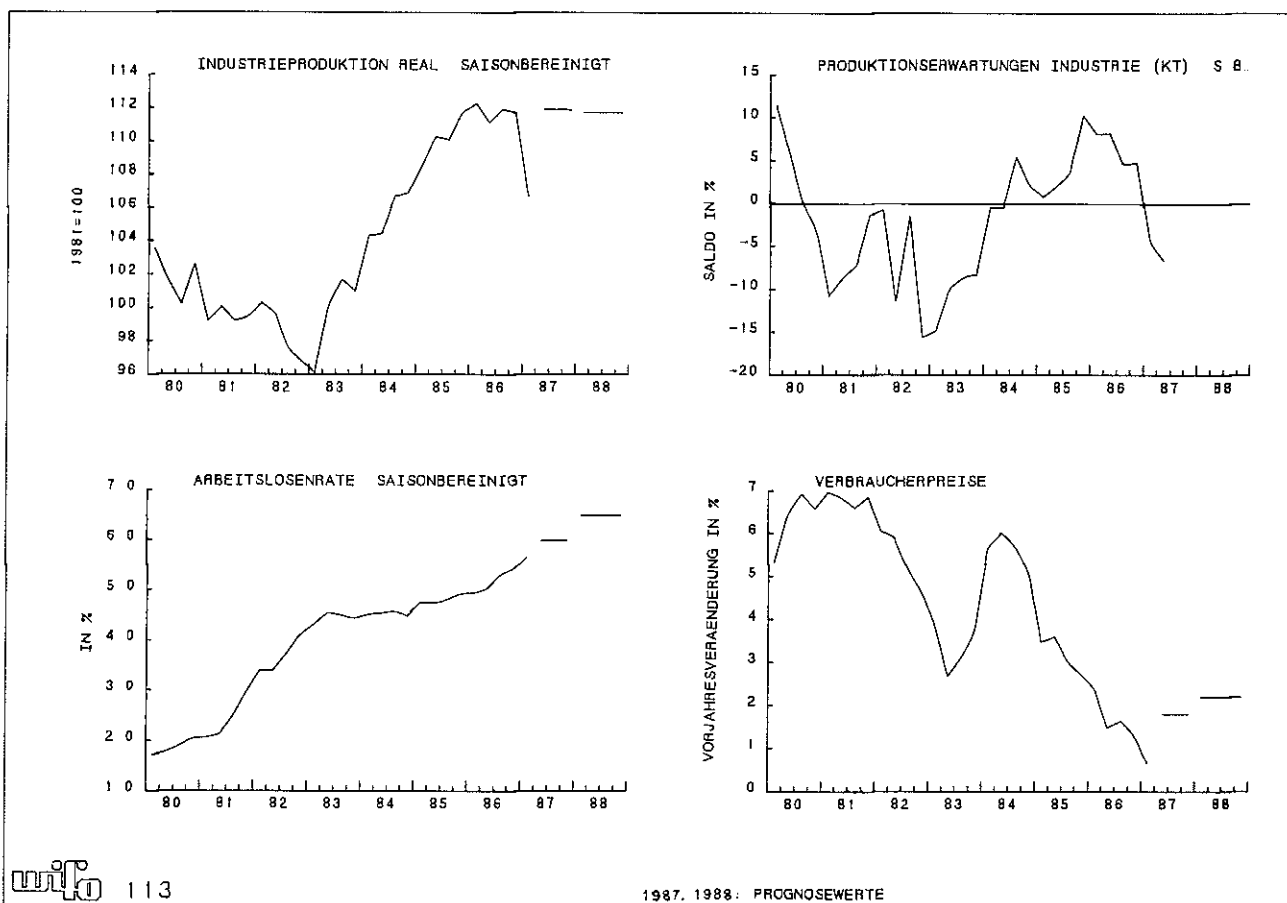 INDUSTRIEPRODUKTION REAL SAISONBEREINIGT
1981=100
114
112
110
108
106
104
102
100
98
96
80 81 82 83 84 85 86 87 88
PRODUKTIONSERWARTUNGEN INDUSTRIE (KT) S B..
SALDO IN %
10
5
0
-5
-10
-15
-20
80 81 82 83 84 85 86 87 88
ARBEITSLOSENRATE SAISONBEREINIGT
IN %
7 0
6 0
5 0
4 0
3 0
2 0
1 0
80 81 82 83 84 85 86 87 88
VERBRAUCHERPREISE
VORJAHRESVERAENDERUNG IN %
7
6
5
4
3
2
1
0
80 81 82 83 84 85 86 87 88
wifo 113
1987, 1988: PROGNOSEWERTE